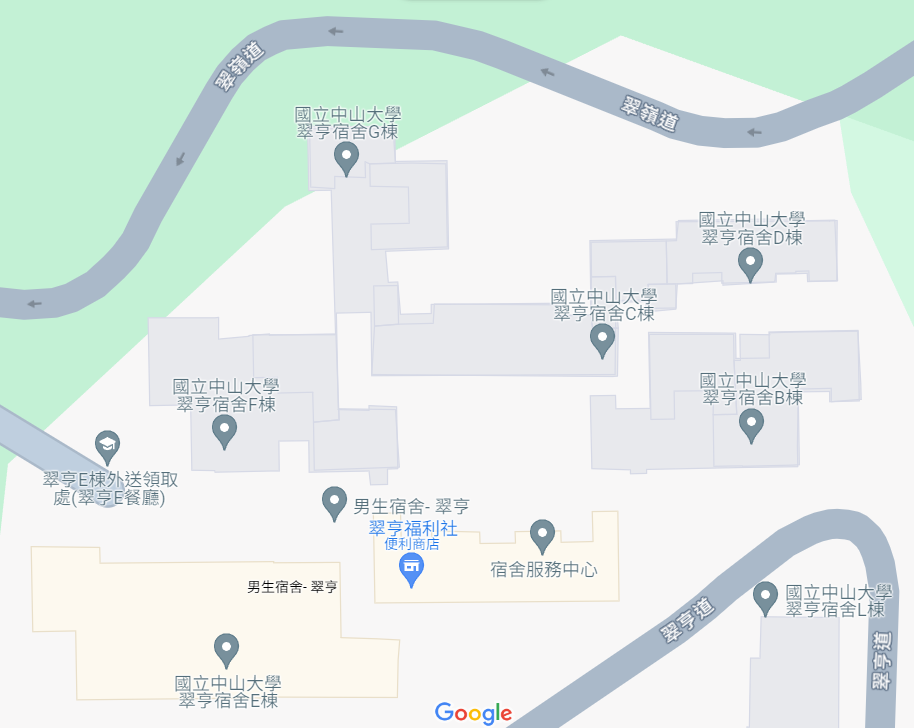 翠嶺道
翠嶺道
國立中山大學
翠亨宿舍G棟
國立中山大學
翠亨宿舍D棟
國立中山大學
翠亨宿舍C棟
國立中山大學
翠亨宿舍F棟
國立中山大學
翠亨宿舍B棟
翠亨E棟外送領取
處(翠亨E餐廳)
男生宿舍- 翠亨
翠亨福利社
便利商店
宿舍服務中心
男生宿舍- 翠亨
國立中山大學
翠亨宿舍L棟
翠亨道
翠亨道
國立中山大學
翠亨宿舍E棟
Google